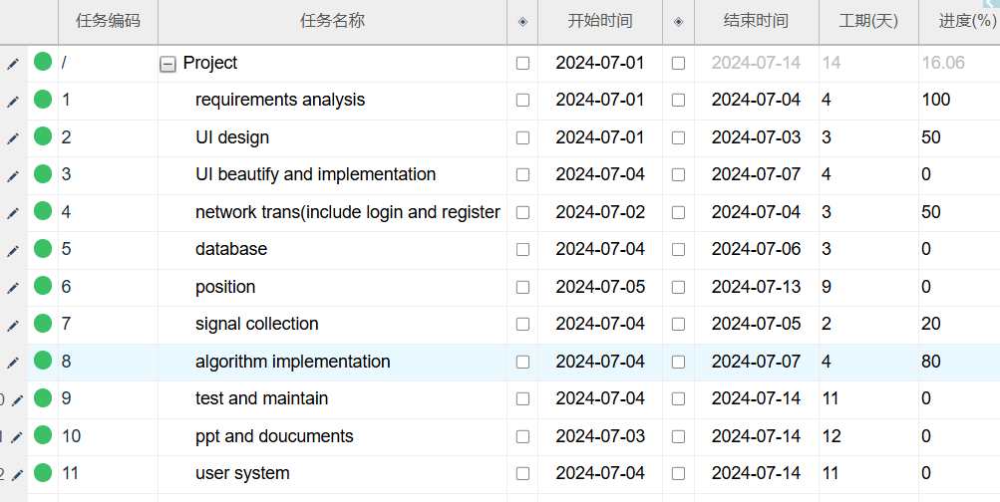 任务编码 任务名称 ◈ 开始时间 ◈ 结束时间 工期(天) 进度(%)
/ Project 2024-07-01 2024-07-14 14 16.06
1 requirements analysis 2024-07-01 2024-07-04 4 100
2 UI design 2024-07-01 2024-07-03 3 50
3 UI beautify and implementation 2024-07-04 2024-07-07 4 0
4 network trans(include login and register 2024-07-02 2024-07-04 3 50
5 database 2024-07-04 2024-07-06 3 0
6 position 2024-07-05 2024-07-13 9 0
7 signal collection 2024-07-04 2024-07-05 2 20
8 algorithm implementation 2024-07-04 2024-07-07 4 80
0 9 test and maintain 2024-07-04 2024-07-14 11 0
10 ppt and doucuments 2024-07-03 2024-07-14 12 0
2 11 user system 2024-07-04 2024-07-14 11 0